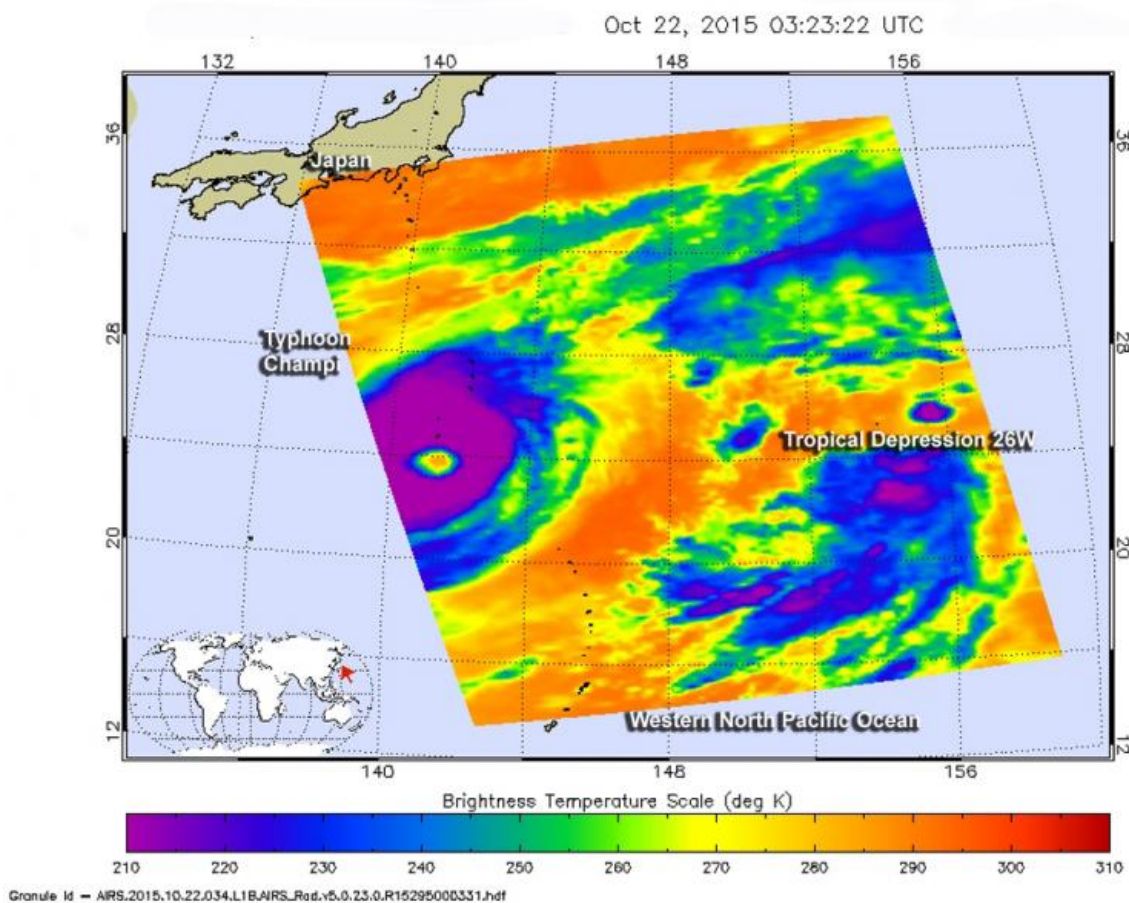 Oct 22, 2015 03:23:22 UTC
132 140 148 156
36 36
Japan
28 28
Typhoon
Champi
Tropical Depression 26W
20 20
12 12
Western North Pacific Ocean
140 148 156
Brightness Temperature Scale (deg K)
210 220 230 240 250 260 270 280 290 300 310
Granule Id — AIRS.2015.10.22.034.L1B.AIRS_Rad.v5.0.23.0.R15295000331.hdf